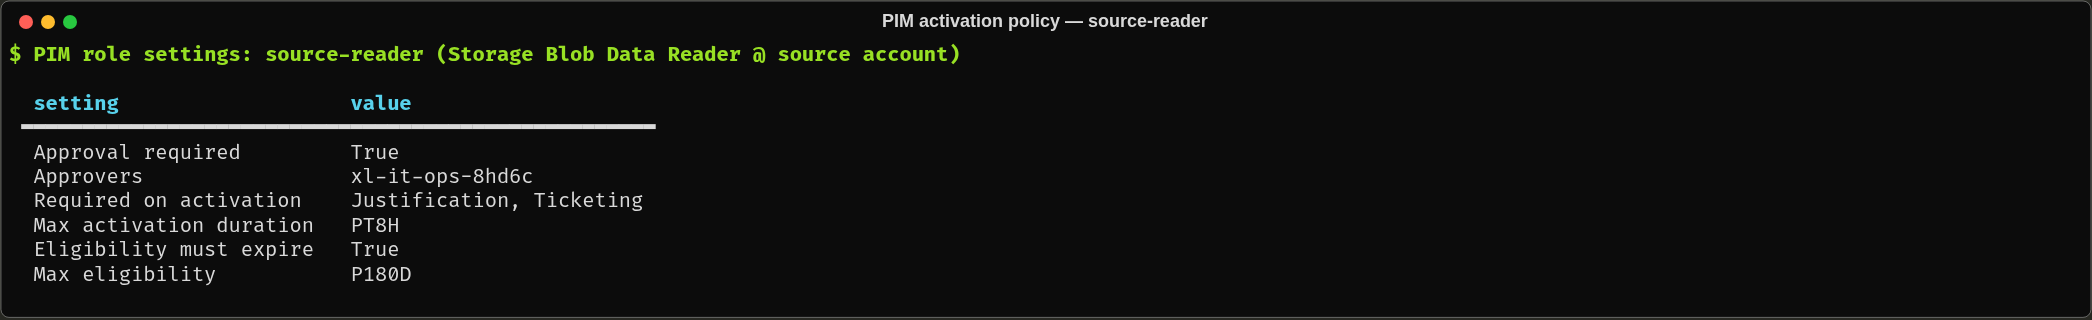 PIM activation policy — source-reader
$ PIM role settings: source-reader (Storage Blob Data Reader @ source account)
setting value
Approval required True
Approvers xl-it-ops-8hd6c
Required on activation Justification, Ticketing
Max activation duration PT8H
Eligibility must expire True
Max eligibility P180D